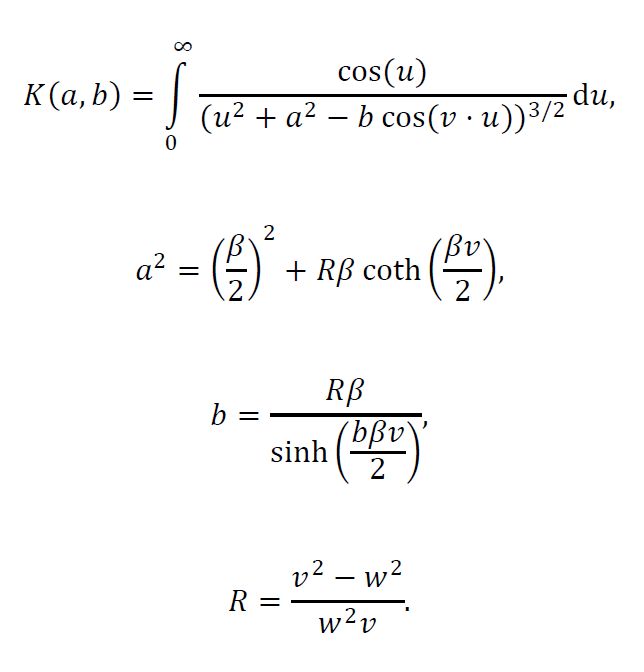 K(a, b) = ∫₀^∞ cos(u) / (u² + a² − b cos(v · u))^{3/2} du,
a² = (β/2)² + Rβ coth(βv/2),
b = Rβ / sinh(bβv/2),
R = (v² − w²) / (w²v).